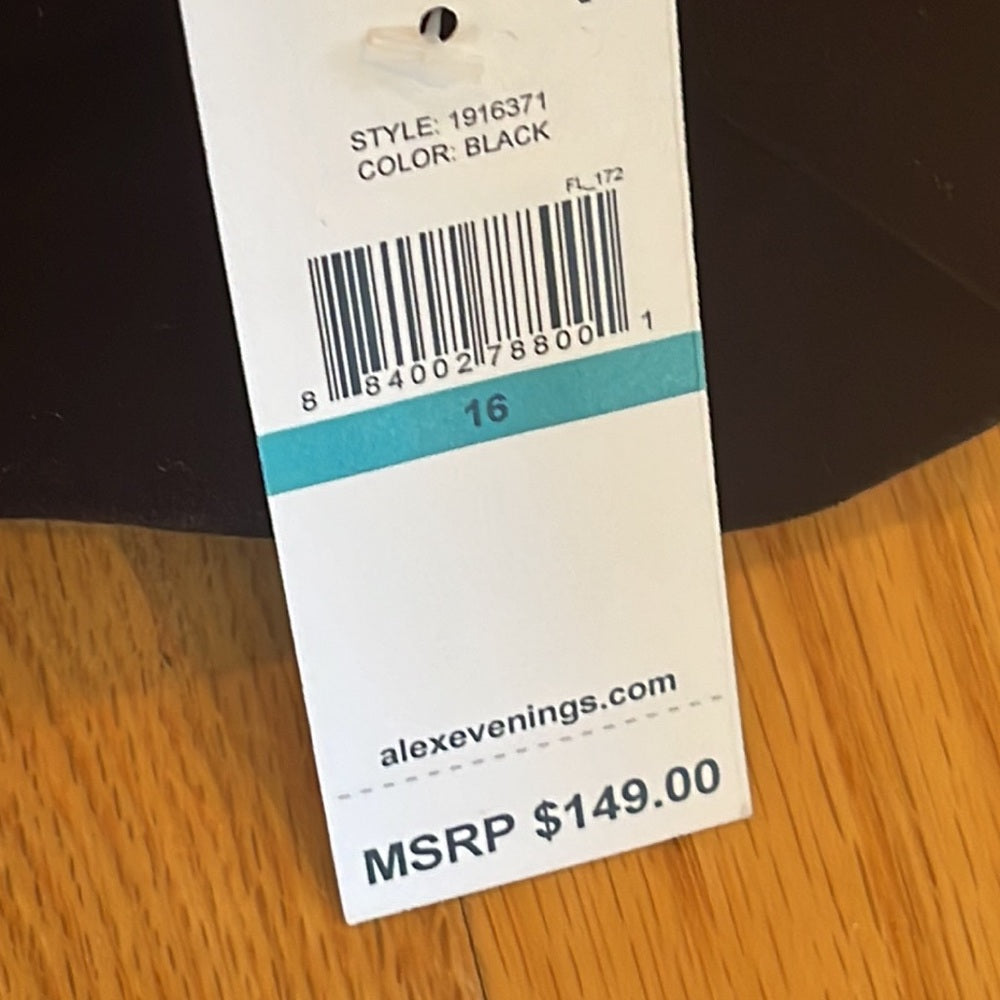 STYLE: 1916371
COLOR: BLACK
FL_172
8 84002 78800 1
16
alexevenings.com
MSRP $149.00